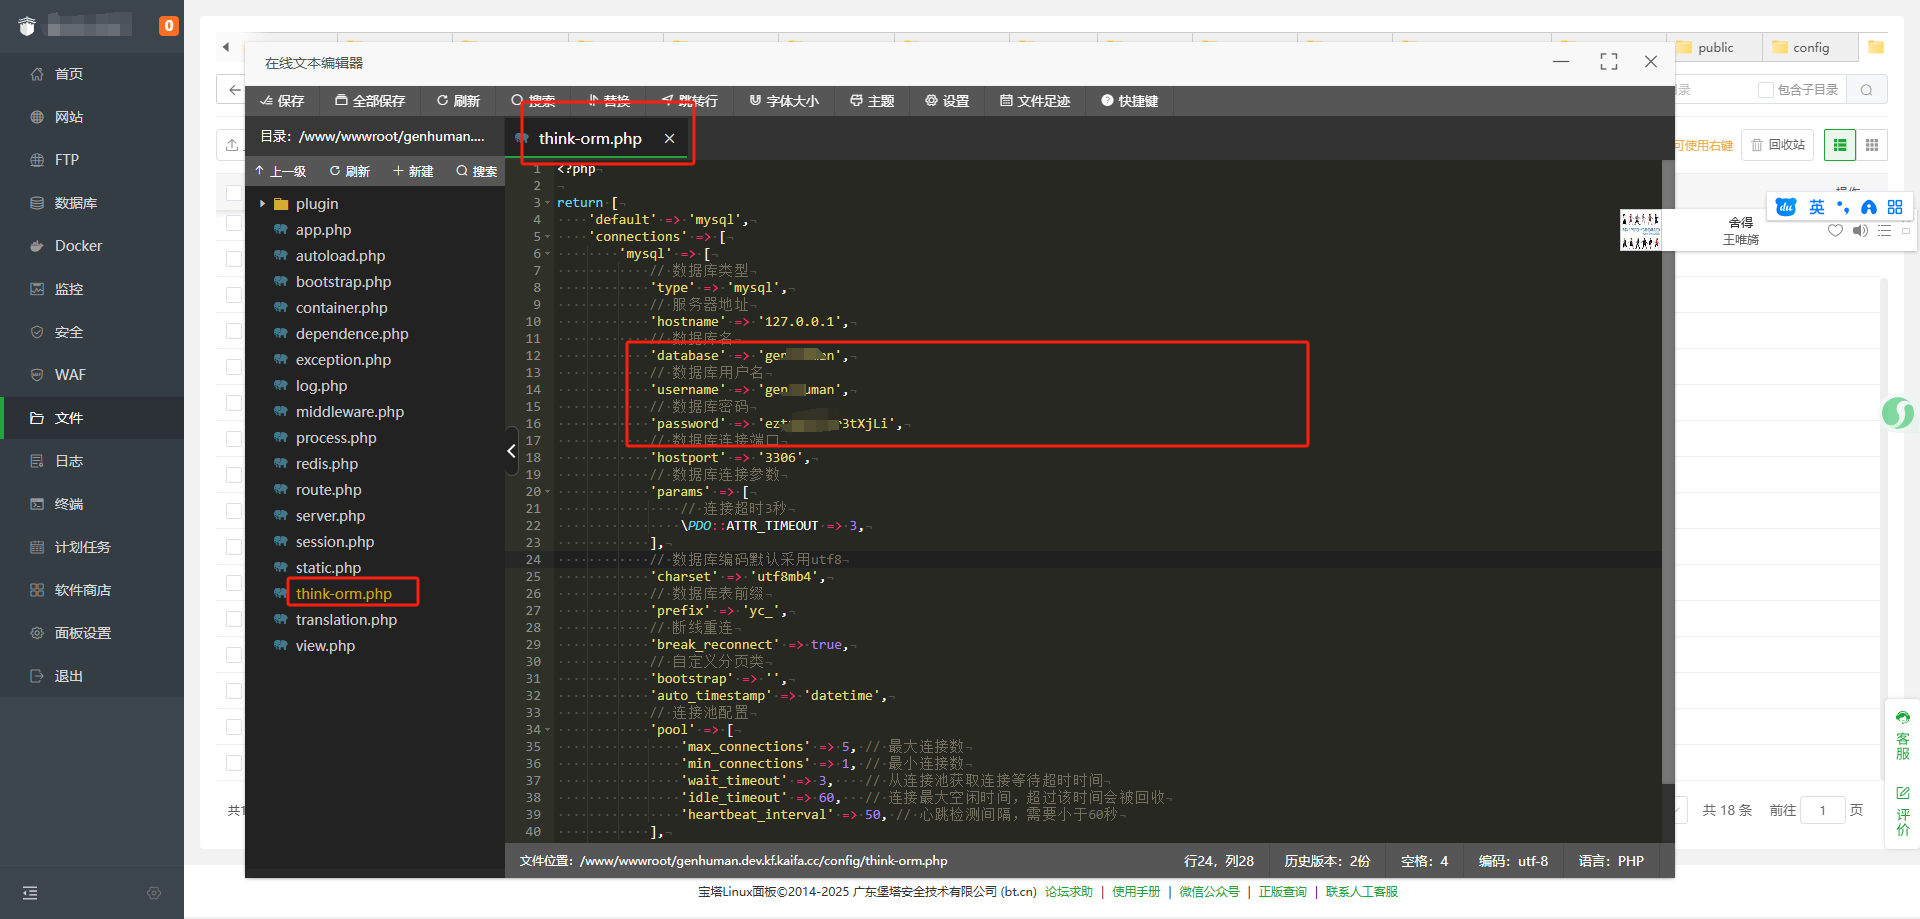 0
首页
网站
FTP
数据库
Docker
监控
安全
WAF
文件
日志
终端
计划任务
软件商店
面板设置
退出
public
config
录
包含子目录
可使用右键
回收站
在线文本编辑器
保存
全部保存
刷新
搜索
替换
跳转行
字体大小
主题
设置
文件足迹
快捷键
目录: /www/wwwroot/genhuman....
上一级
刷新
新建
搜索
plugin
app.php
autoload.php
bootstrap.php
container.php
dependence.php
exception.php
log.php
middleware.php
process.php
redis.php
route.php
server.php
session.php
static.php
think-orm.php
translation.php
view.php
think-orm.php
1 <?php
2
3 return [
4 'default' => 'mysql',
5 'connections' => [
6 'mysql' => [
7 // 数据库类型
8 'type' => 'mysql',
9 // 服务器地址
10 'hostname' => '127.0.0.1',
11 // 数据库名
12 'database' => 'gen
n',
13 // 数据库用户名
14 'username' => 'gen
uman',
15 // 数据库密码
16 'password' => 'ez
r3tXjLi',
17 // 数据库连接端口
18 'hostport' => '3306',
19 // 数据库连接参数
20 'params' => [
21 // 连接超时3秒
22 \PDO::ATTR_TIMEOUT => 3,
23 ],
24 // 数据库编码默认采用utf8
25 'charset' => 'utf8mb4',
26 // 数据库表前缀
27 'prefix' => 'yc_',
28 // 断线重连
29 'break_reconnect' => true,
30 // 自定义分页类
31 'bootstrap' => '',
32 'auto_timestamp' => 'datetime',
33 // 连接池配置
34 'pool' => [
35 'max_connections' => 5, // 最大连接数
36 'min_connections' => 1, // 最小连接数
37 'wait_timeout' => 3, // 从连接池获取连接等待超时时间
38 'idle_timeout' => 60, // 连接最大空闲时间，超过该时间会被回收
39 'heartbeat_interval' => 50, // 心跳检测间隔，需要小于60秒
40 ],
文件位置: /www/wwwroot/genhuman.dev.kf.kaifa.cc/config/think-orm.php
行24, 列28
历史版本: 2份
空格: 4
编码: utf-8
语言: PHP
du 英
舍得
王唯旖
客服
评价
共1
共 18 条
前往 1 页
宝塔Linux面板©2014-2025 广东堡塔安全技术有限公司 (bt.cn) 论坛求助 | 使用手册 | 微信公众号 | 正版查询 | 联系人工客服